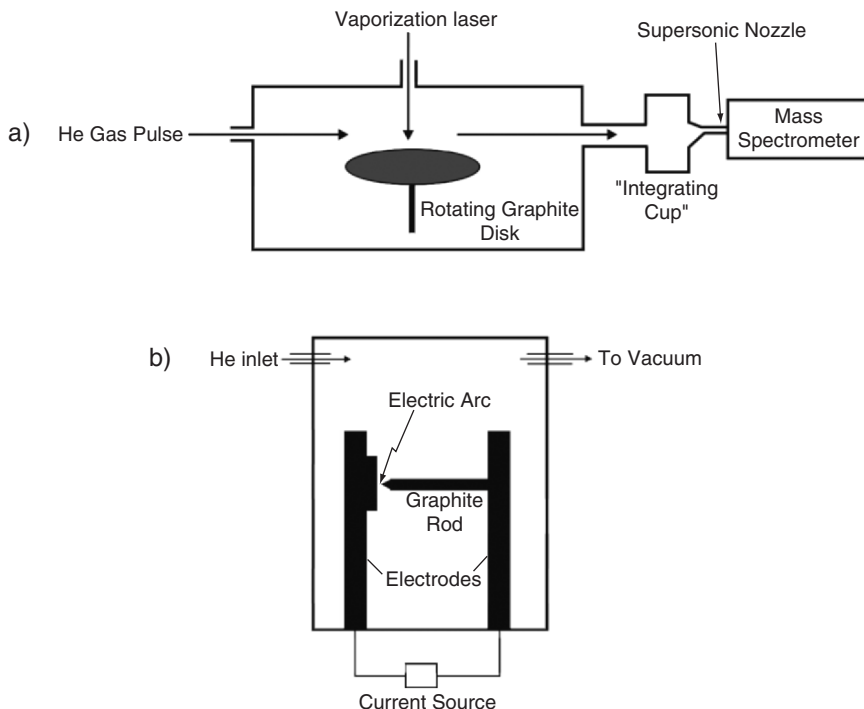 Vaporization laser
Supersonic Nozzle
a)
He Gas Pulse
Mass
Spectrometer
"Integrating
Cup"
Rotating Graphite
Disk
b)
He inlet
To Vacuum
Electric Arc
Graphite
Rod
Electrodes
Current Source